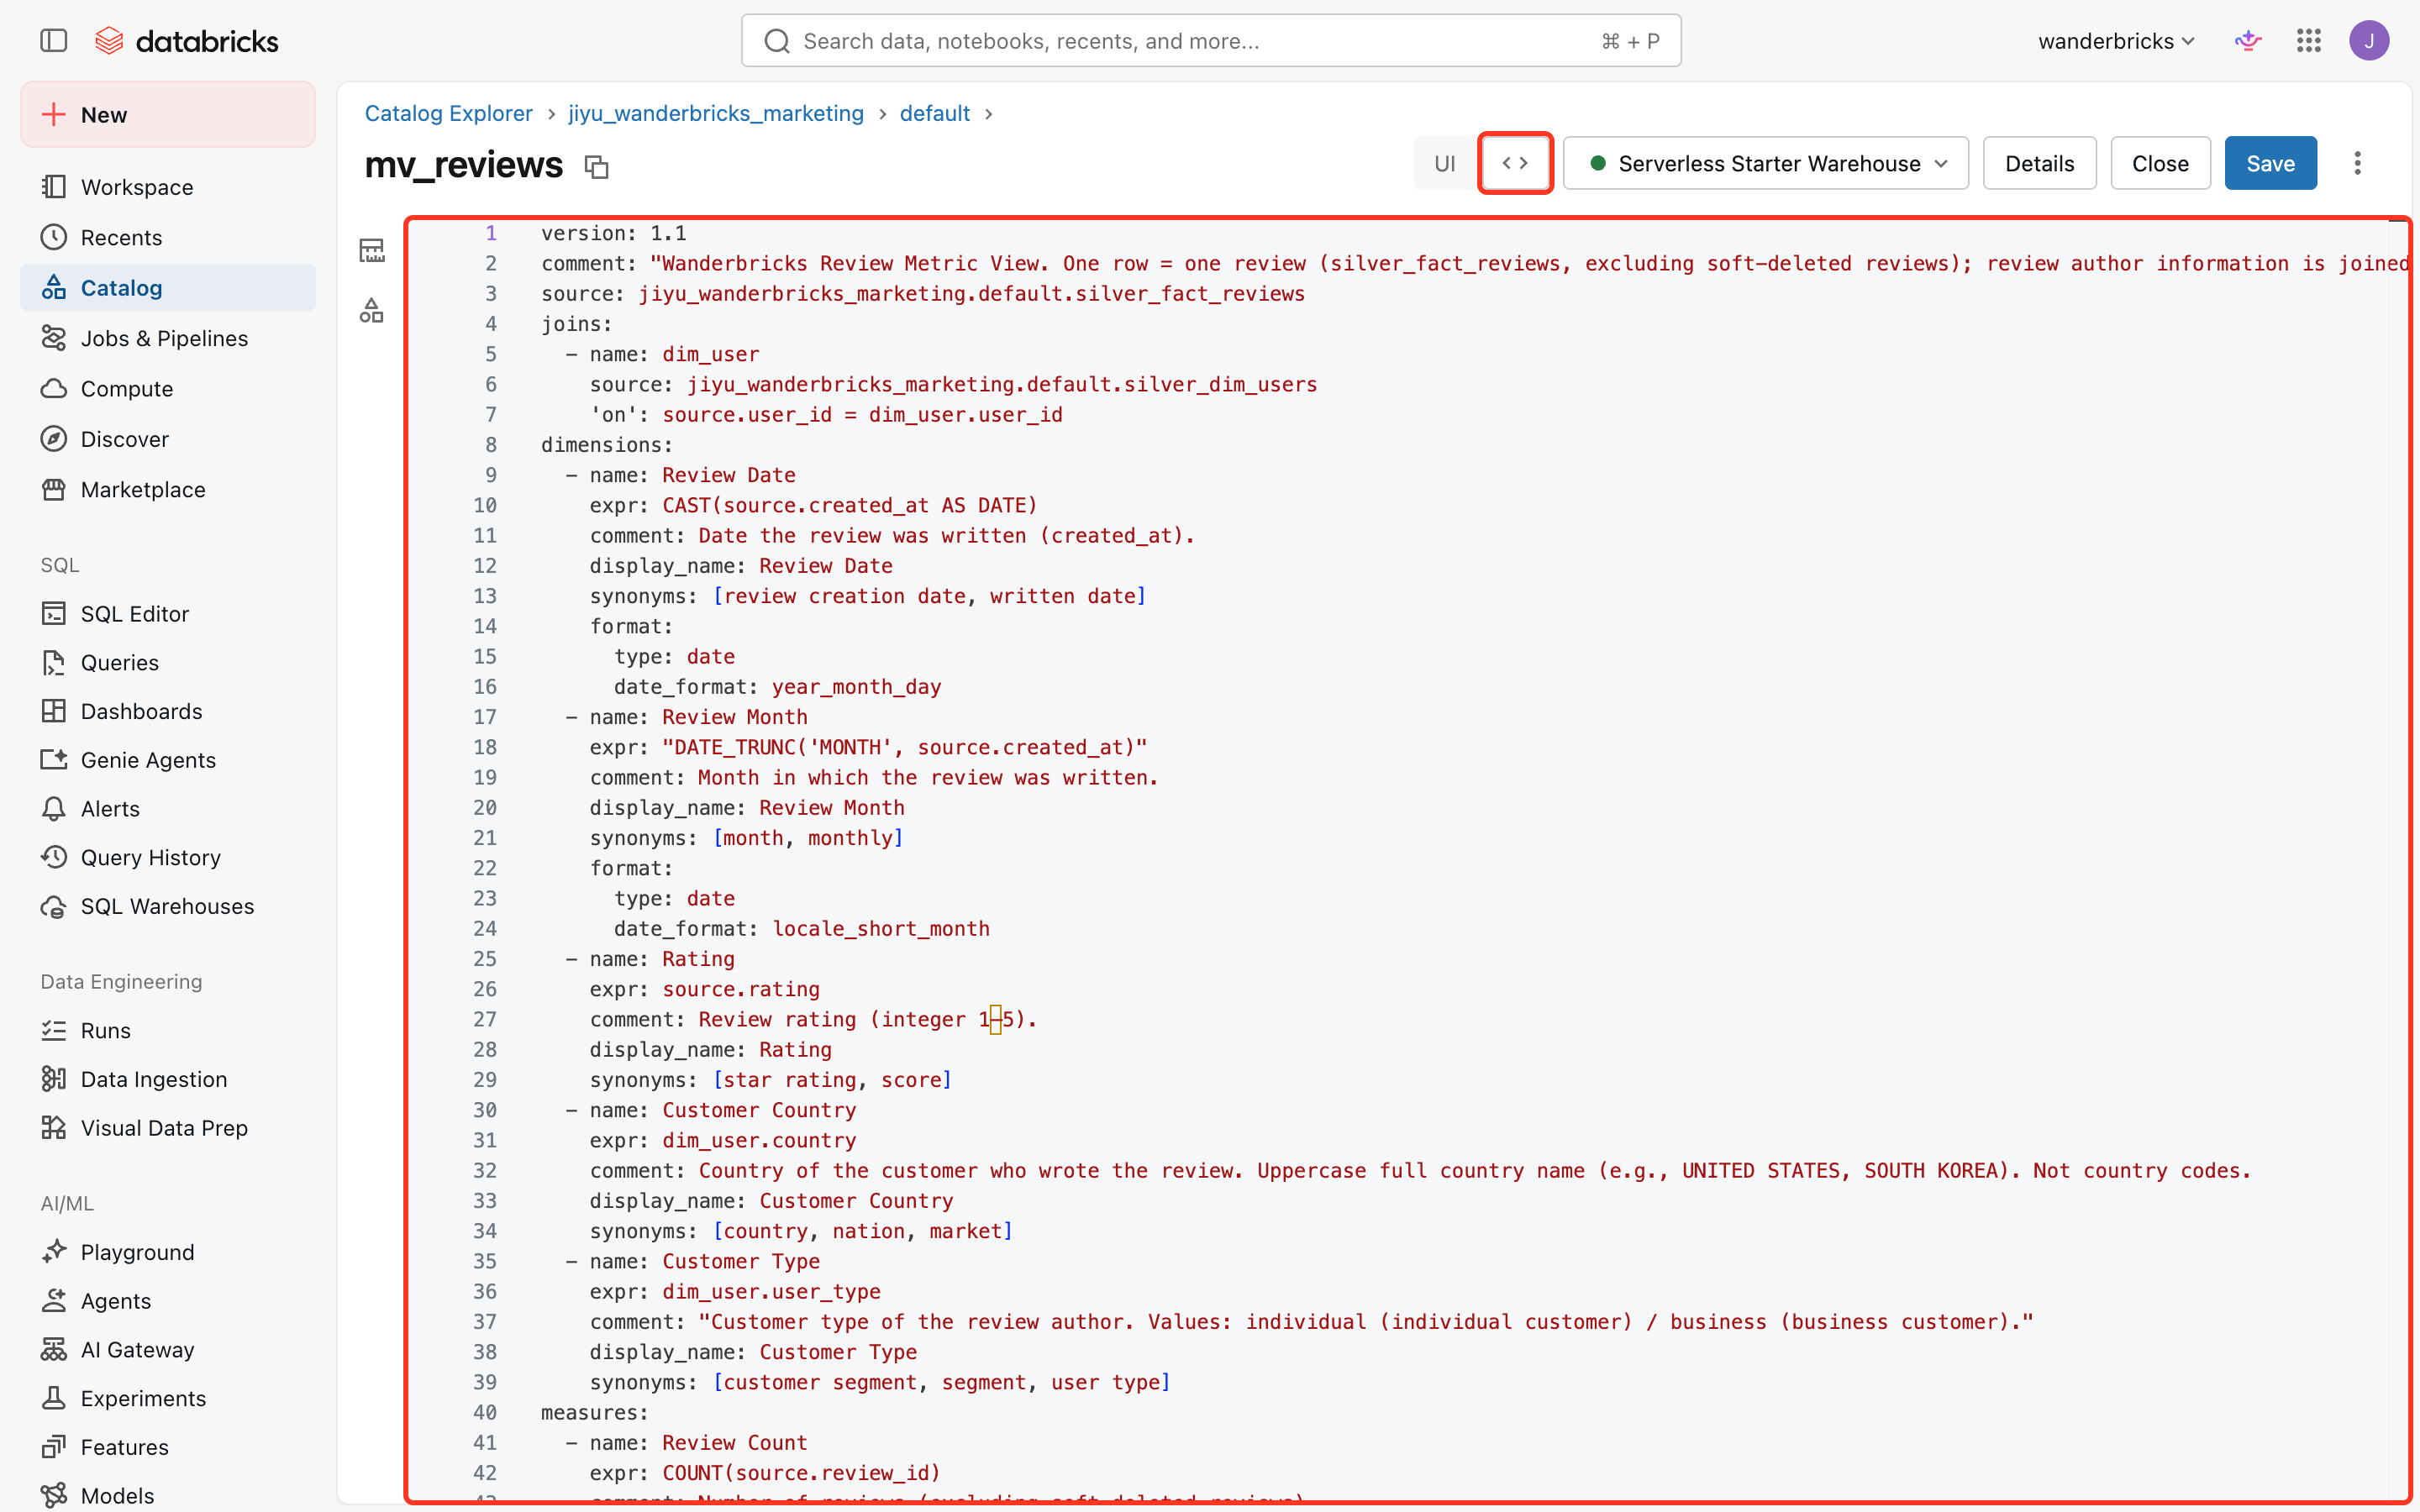 databricks
Search data, notebooks, recents, and more...
⌘ + P
wanderbricks
J
New
Workspace
Recents
Catalog
Jobs & Pipelines
Compute
Discover
Marketplace
SQL
SQL Editor
Queries
Dashboards
Genie Agents
Alerts
Query History
SQL Warehouses
Data Engineering
Runs
Data Ingestion
Visual Data Prep
AI/ML
Playground
Agents
AI Gateway
Experiments
Features
Models
Catalog Explorer > jiyu_wanderbricks_marketing > default >
mv_reviews
UI
< >
Serverless Starter Warehouse
Details
Close
Save
1 version: 1.1
2 comment: "Wanderbricks Review Metric View. One row = one review (silver_fact_reviews, excluding soft-deleted reviews); review author information is joined
3 source: jiyu_wanderbricks_marketing.default.silver_fact_reviews
4 joins:
5   - name: dim_user
6     source: jiyu_wanderbricks_marketing.default.silver_dim_users
7     'on': source.user_id = dim_user.user_id
8 dimensions:
9   - name: Review Date
10     expr: CAST(source.created_at AS DATE)
11     comment: Date the review was written (created_at).
12     display_name: Review Date
13     synonyms: [review creation date, written date]
14     format:
15       type: date
16       date_format: year_month_day
17   - name: Review Month
18     expr: "DATE_TRUNC('MONTH', source.created_at)"
19     comment: Month in which the review was written.
20     display_name: Review Month
21     synonyms: [month, monthly]
22     format:
23       type: date
24       date_format: locale_short_month
25   - name: Rating
26     expr: source.rating
27     comment: Review rating (integer 1–5).
28     display_name: Rating
29     synonyms: [star rating, score]
30   - name: Customer Country
31     expr: dim_user.country
32     comment: Country of the customer who wrote the review. Uppercase full country name (e.g., UNITED STATES, SOUTH KOREA). Not country codes.
33     display_name: Customer Country
34     synonyms: [country, nation, market]
35   - name: Customer Type
36     expr: dim_user.user_type
37     comment: "Customer type of the review author. Values: individual (individual customer) / business (business customer)."
38     display_name: Customer Type
39     synonyms: [customer segment, segment, user type]
40 measures:
41   - name: Review Count
42     expr: COUNT(source.review_id)
43     comment: Number of reviews (excluding soft-deleted reviews)